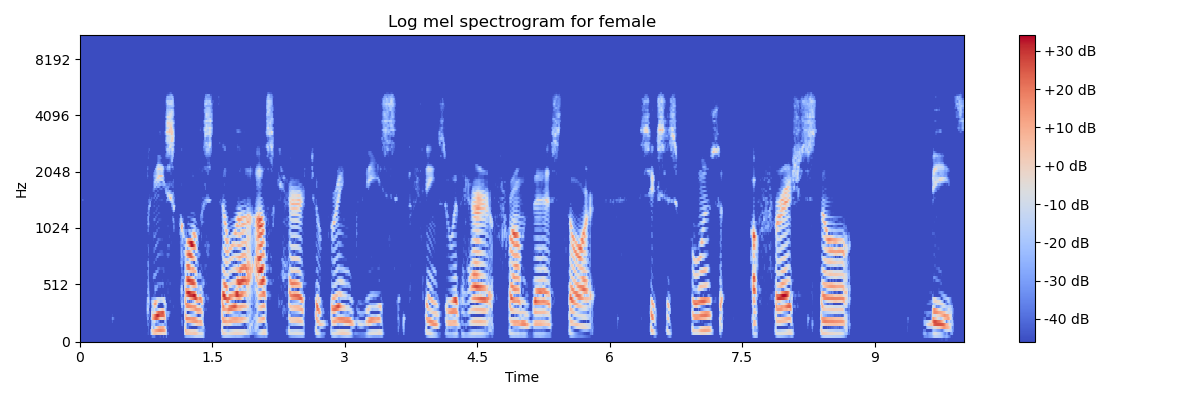 Log mel spectrogram for female
8192
4096
2048
1024
512
0
Hz
0 1.5 3 4.5 6 7.5 9
Time
+30 dB
+20 dB
+10 dB
+0 dB
-10 dB
-20 dB
-30 dB
-40 dB